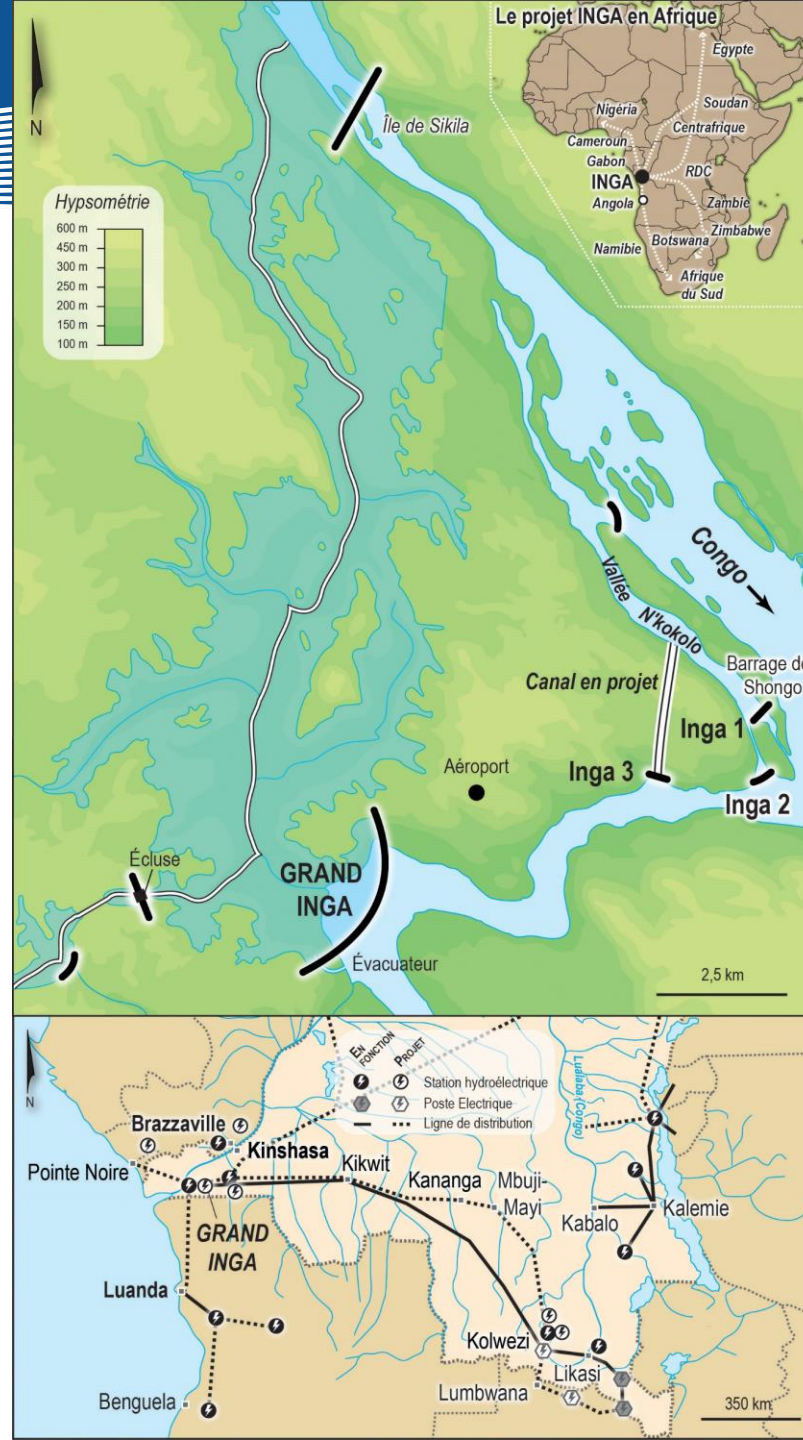 Le projet INGA en Afrique
Egypte
Nigéria
Soudan
Cameroun
Centrafrique
Gabon
RDC
INGA
Angola
Zambie
Zimbabwe
Botswana
Namibie
Afrique
du Sud
N
Île de Sikila
Hypsométrie
600 m
450 m
300 m
250 m
200 m
150 m
100 m
Congo
Vallée
N'kokolo
Barrage de
Shongo
Canal en projet
Inga 1
Aéroport
Inga 3
Inga 2
Écluse
GRAND
INGA
Évacuateur
2,5 km
N
EN
FONCTION
PROJET
Station hydroélectrique
Poste Electrique
Ligne de distribution
Lualaba (Congo)
Brazzaville
Kinshasa
Pointe Noire
Kikwit
Kananga
Mbuji-
Mayi
Kabalo
Kalemie
GRAND
INGA
Luanda
Kolwezi
Likasi
Lumbwana
Benguela
350 km